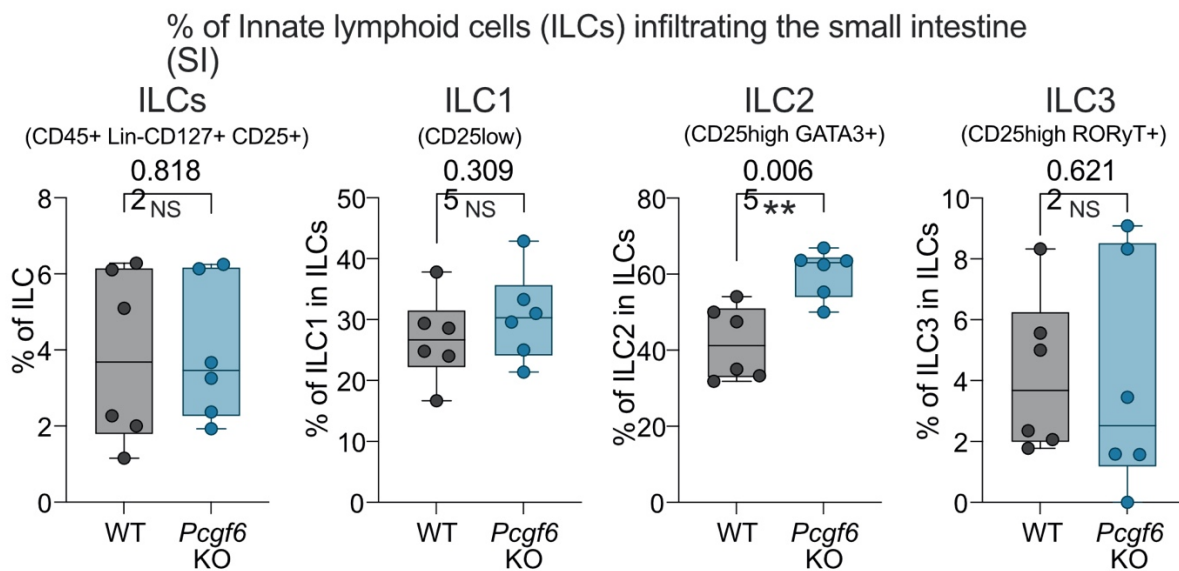 % of Innate lymphoid cells (ILCs) infiltrating the small intestine
(SI)
ILCs
(CD45+ Lin-CD127+ CD25+)
0.818
2
NS
% of ILC
8
6
4
2
0
WT
Pcgf6
KO
ILC1
(CD25low)
0.309
5
NS
% of ILC1 in ILCs
50
40
30
20
10
0
WT
Pcgf6
KO
ILC2
(CD25high GATA3+)
0.006
5
**
% of ILC2 in ILCs
80
60
40
20
0
WT
Pcgf6
KO
ILC3
(CD25high RORyT+)
0.621
2
NS
% of ILC3 in ILCs
10
8
6
4
2
0
WT
Pcgf6
KO